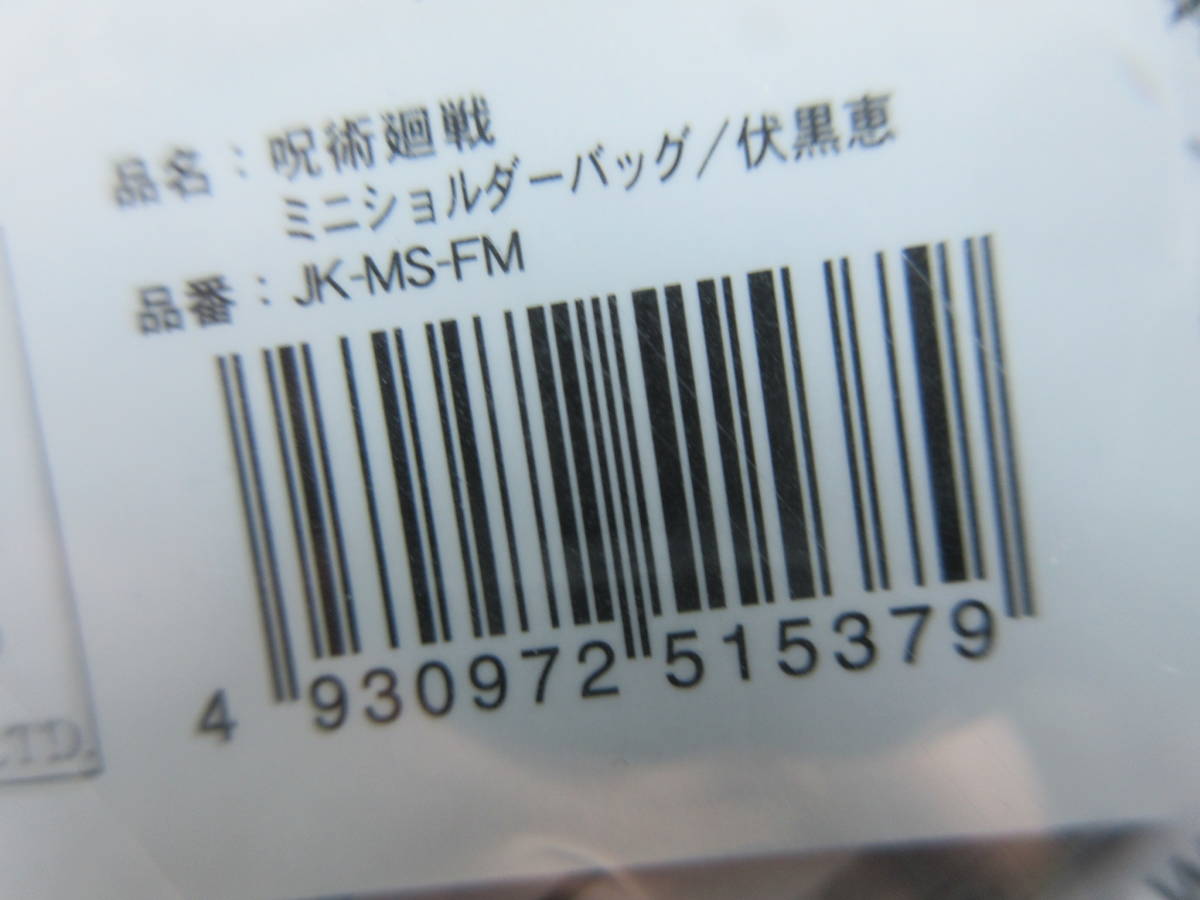 品名：呪術廻戦
ミニショルダーバッグ/伏黒恵
品番：JK-MS-FM
4 930972 515379
LTD.